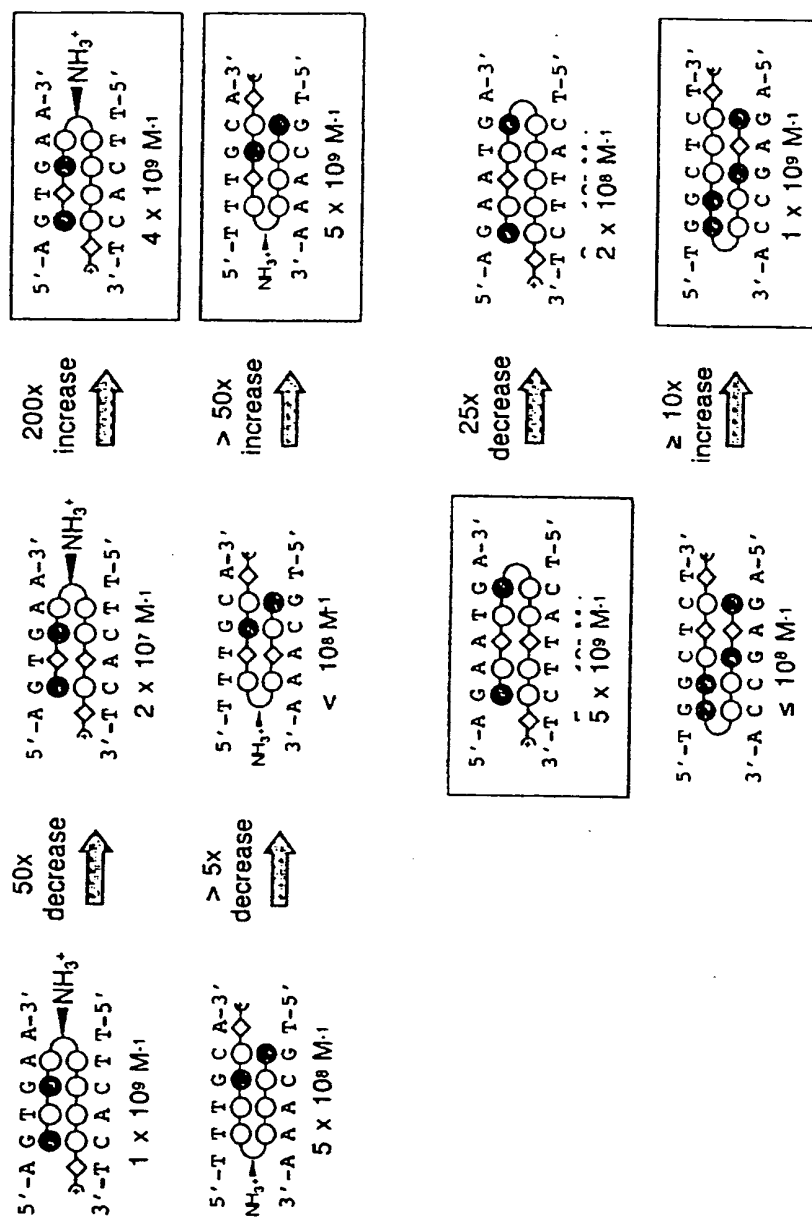 5′-A G T G A A-3′
NH₃⁺
3′-T C A C T T-5′
1 x 10⁹ M⁻¹
50x
decrease
5′-A G T G A A-3′
NH₃⁺
3′-T C A C T T-5′
2 x 10⁷ M⁻¹
200x
increase
5′-A G T G A A-3′
NH₃⁺
3′-T C A C T T-5′
4 x 10⁹ M⁻¹
5′-T T T G C A-3′
NH₃⁺
3′-A A A C G T-5′
5 x 10⁸ M⁻¹
> 5x
decrease
5′-T T T G C A-3′
NH₃⁺
3′-A A A C G T-5′
< 10⁸ M⁻¹
> 50x
increase
5′-T T T G C A-3′
NH₃⁺
3′-A A A C G T-5′
5 x 10⁹ M⁻¹
5′-A G A A T G A-3′
3′-T C T T A C T-5′
5 x 10⁹ M⁻¹
25x
decrease
5′-A G A A T G A-3′
3′-T C T T A C T-5′
2 x 10⁸ M⁻¹
5′-T G G C T C T-3′
3′-A C C G A G A-5′
≤ 10⁸ M⁻¹
≥ 10x
increase
5′-T G G C T C T-3′
3′-A C C G A G A-5′
1 x 10⁹ M⁻¹